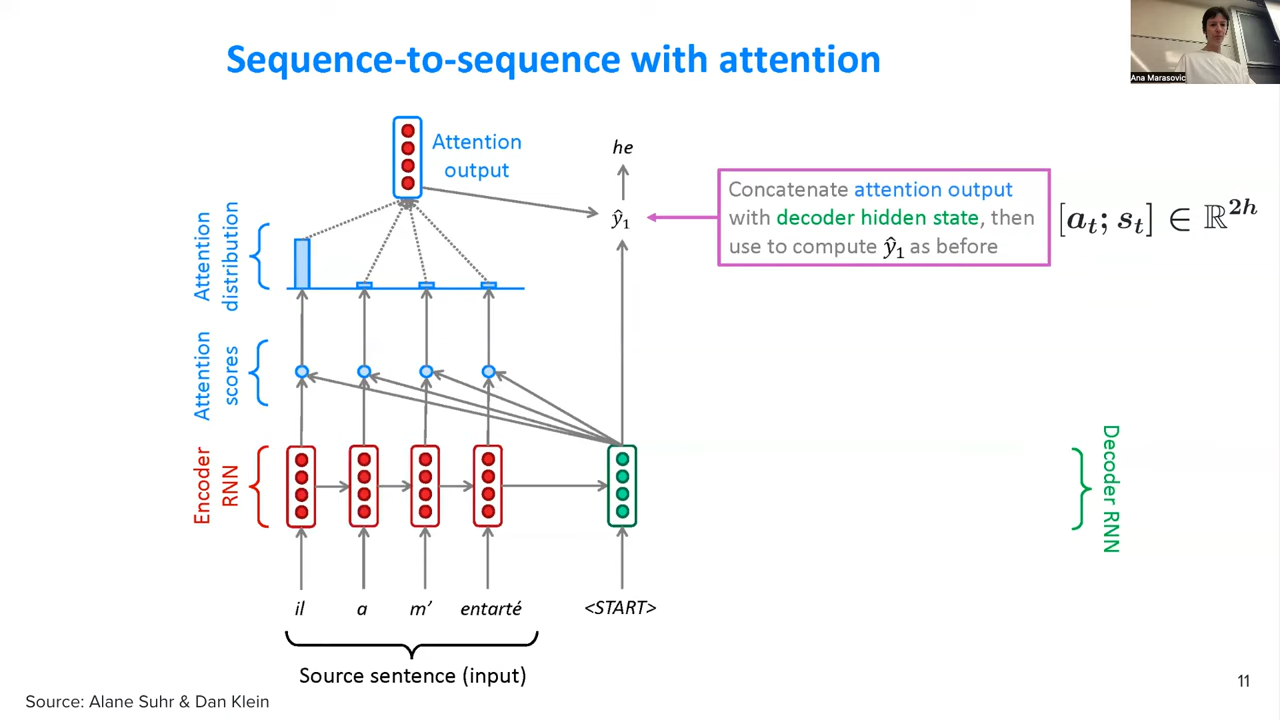 Sequence-to-sequence with attention
Ana Marasovic
Attention
output
he
ŷ₁
Concatenate attention output
with decoder hidden state, then
use to compute ŷ₁ as before
[aₜ; sₜ] ∈ ℝ²ʰ
Attention
distribution
Attention
scores
Encoder
RNN
Decoder RNN
il a m’ entarté <START>
Source sentence (input)
Source: Alane Suhr & Dan Klein
11